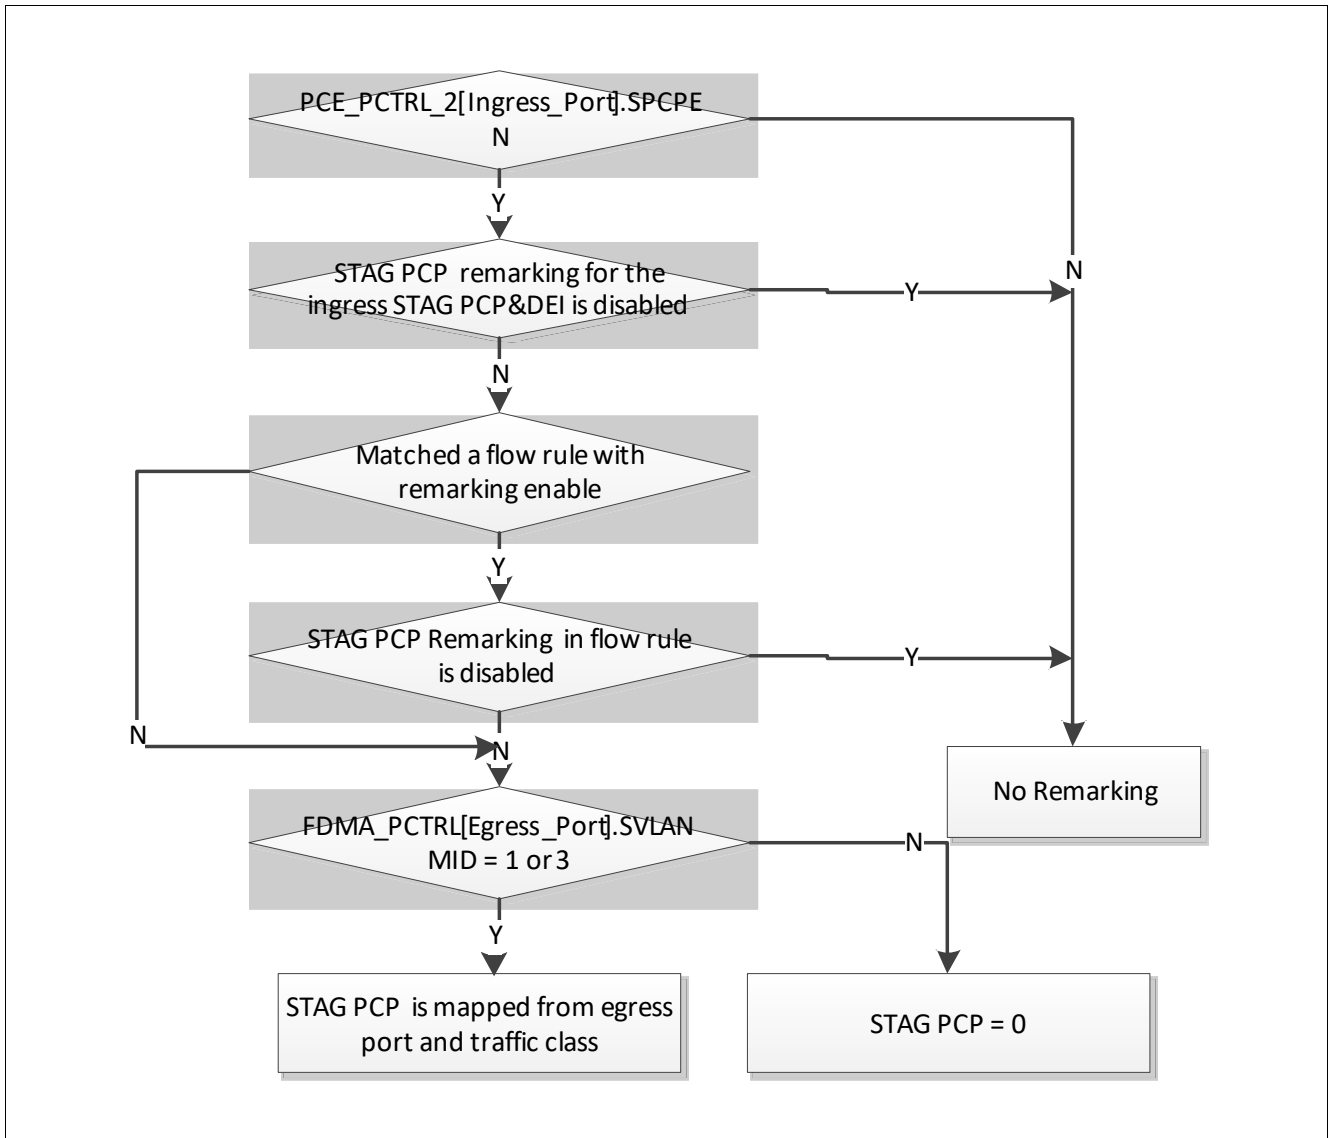 PCE_PCTRL_2[Ingress_Port].SPCPE
N
Y
N
STAG PCP remarking for the
ingress STAG PCP&DEI is disabled
Y
N
Matched a flow rule with
remarking enable
Y
STAG PCP Remarking in flow rule
is disabled
Y
N
N
No Remarking
FDMA_PCTRL[Egress_Port].SVLAN
MID = 1 or 3
N
Y
STAG PCP is mapped from egress
port and traffic class
STAG PCP = 0